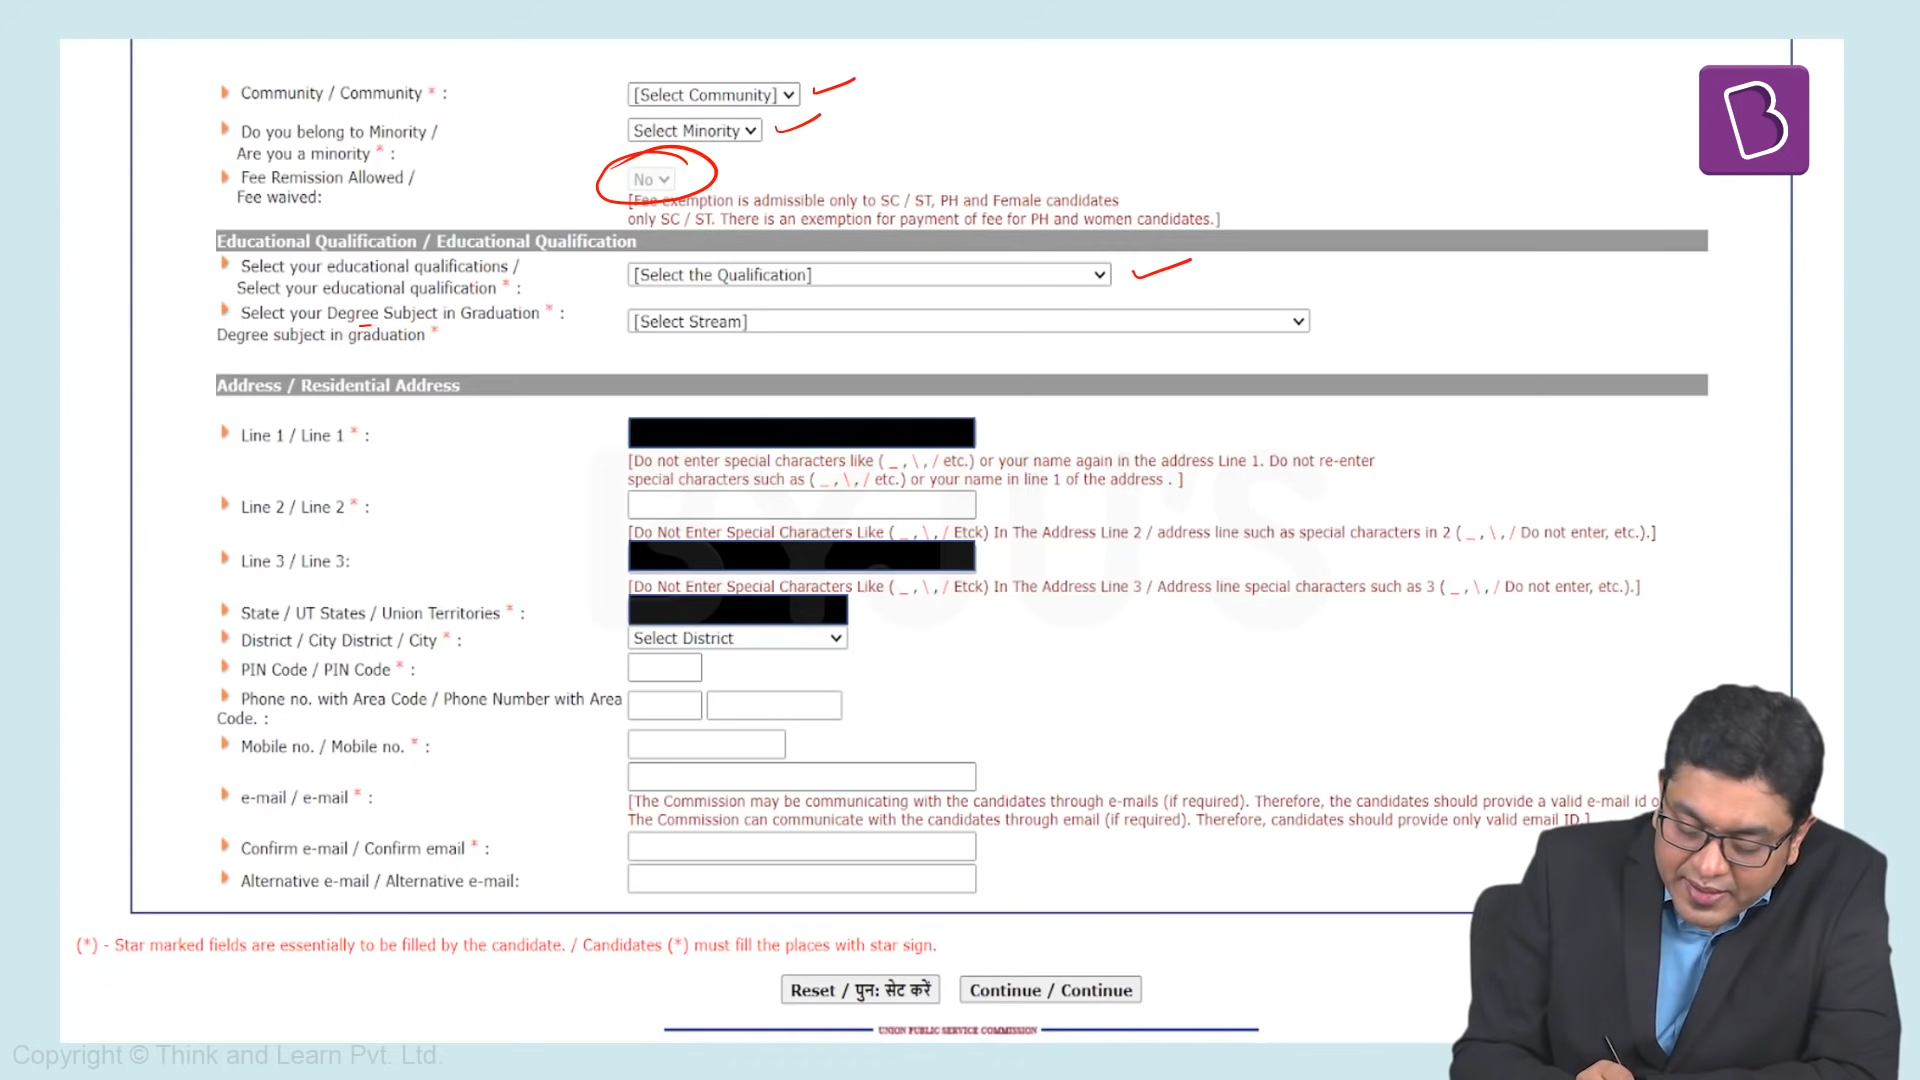 Community / Community * :
[Select Community]
Do you belong to Minority /
Are you a minority * :
Select Minority
Fee Remission Allowed /
Fee waived:
No
[Fee exemption is admissible only to SC / ST, PH and Female candidates
only SC / ST. There is an exemption for payment of fee for PH and women candidates.]
Educational Qualification / Educational Qualification
Select your educational qualifications /
Select your educational qualification * :
[Select the Qualification]
Select your Degree Subject in Graduation * :
Degree subject in graduation *
[Select Stream]
Address / Residential Address
Line 1 / Line 1 * :
[Do not enter special characters like ( _ , \ , / etc.) or your name again in the address Line 1. Do not re-enter
special characters such as ( _ , \ , / etc.) or your name in line 1 of the address . ]
Line 2 / Line 2 * :
[Do Not Enter Special Characters Like ( _ , \ , / Etck) In The Address Line 2 / address line such as special characters in 2 ( _ , \ , / Do not enter, etc.).]
Line 3 / Line 3:
[Do Not Enter Special Characters Like ( _ , \ , / Etck) In The Address Line 3 / Address line special characters such as 3 ( _ , \ , / Do not enter, etc.).]
State / UT States / Union Territories * :
District / City District / City * :
Select District
PIN Code / PIN Code * :
Phone no. with Area Code / Phone Number with Area
Code. :
Mobile no. / Mobile no. * :
e-mail / e-mail * :
[The Commission may be communicating with the candidates through e-mails (if required). Therefore, the candidates should provide a valid e-mail id
The Commission can communicate with the candidates through email (if required). Therefore, candidates should provide only valid email ID.]
Confirm e-mail / Confirm email * :
Alternative e-mail / Alternative e-mail:
(*) - Star marked fields are essentially to be filled by the candidate. / Candidates (*) must fill the places with star sign.
Reset / पुनः सेट करें
Continue / Continue
UNION PUBLIC SERVICE COMMISSION
BYJU'S
B
Copyright © Think and Learn Pvt. Ltd.